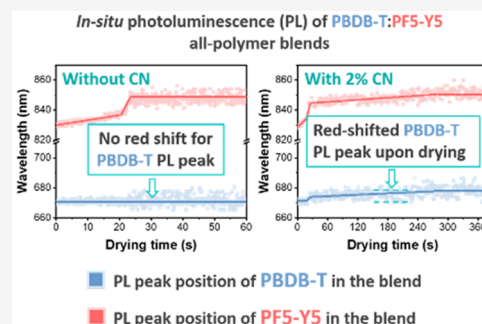 In-situ photoluminescence (PL) of PBDB-T:PF5-Y5
all-polymer blends
Without CN
With 2% CN
860
840
820
700
680
660
Wavelength (nm)
0 10 20 30 40 50 60
Drying time (s)
No red shift for
PBDB-T PL peak
860
840
820
700
680
660
Wavelength (nm)
0 60 120 180 240 300 360
Drying time (s)
Red-shifted PBDB-T
PL peak upon drying
PL peak position of PBDB-T in the blend
PL peak position of PF5-Y5 in the blend